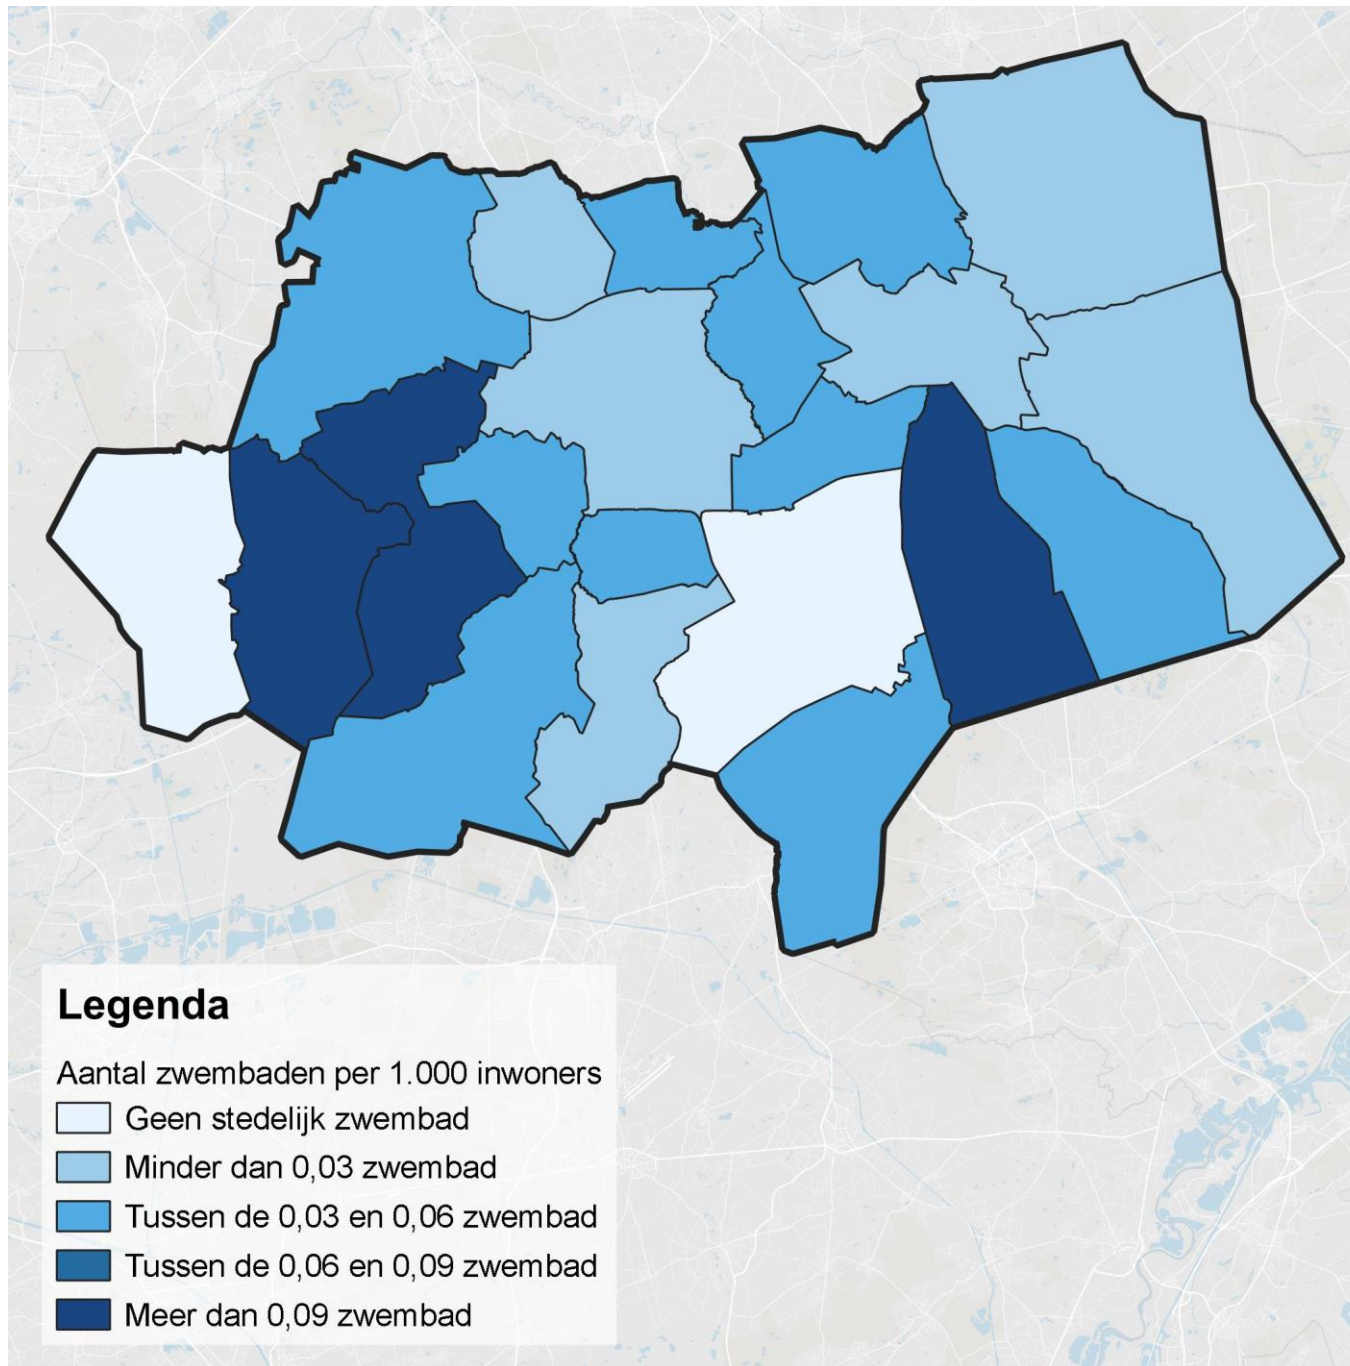 Legenda
Aantal zwembaden per 1.000 inwoners
Geen stedelijk zwembad
Minder dan 0,03 zwembad
Tussen de 0,03 en 0,06 zwembad
Tussen de 0,06 en 0,09 zwembad
Meer dan 0,09 zwembad